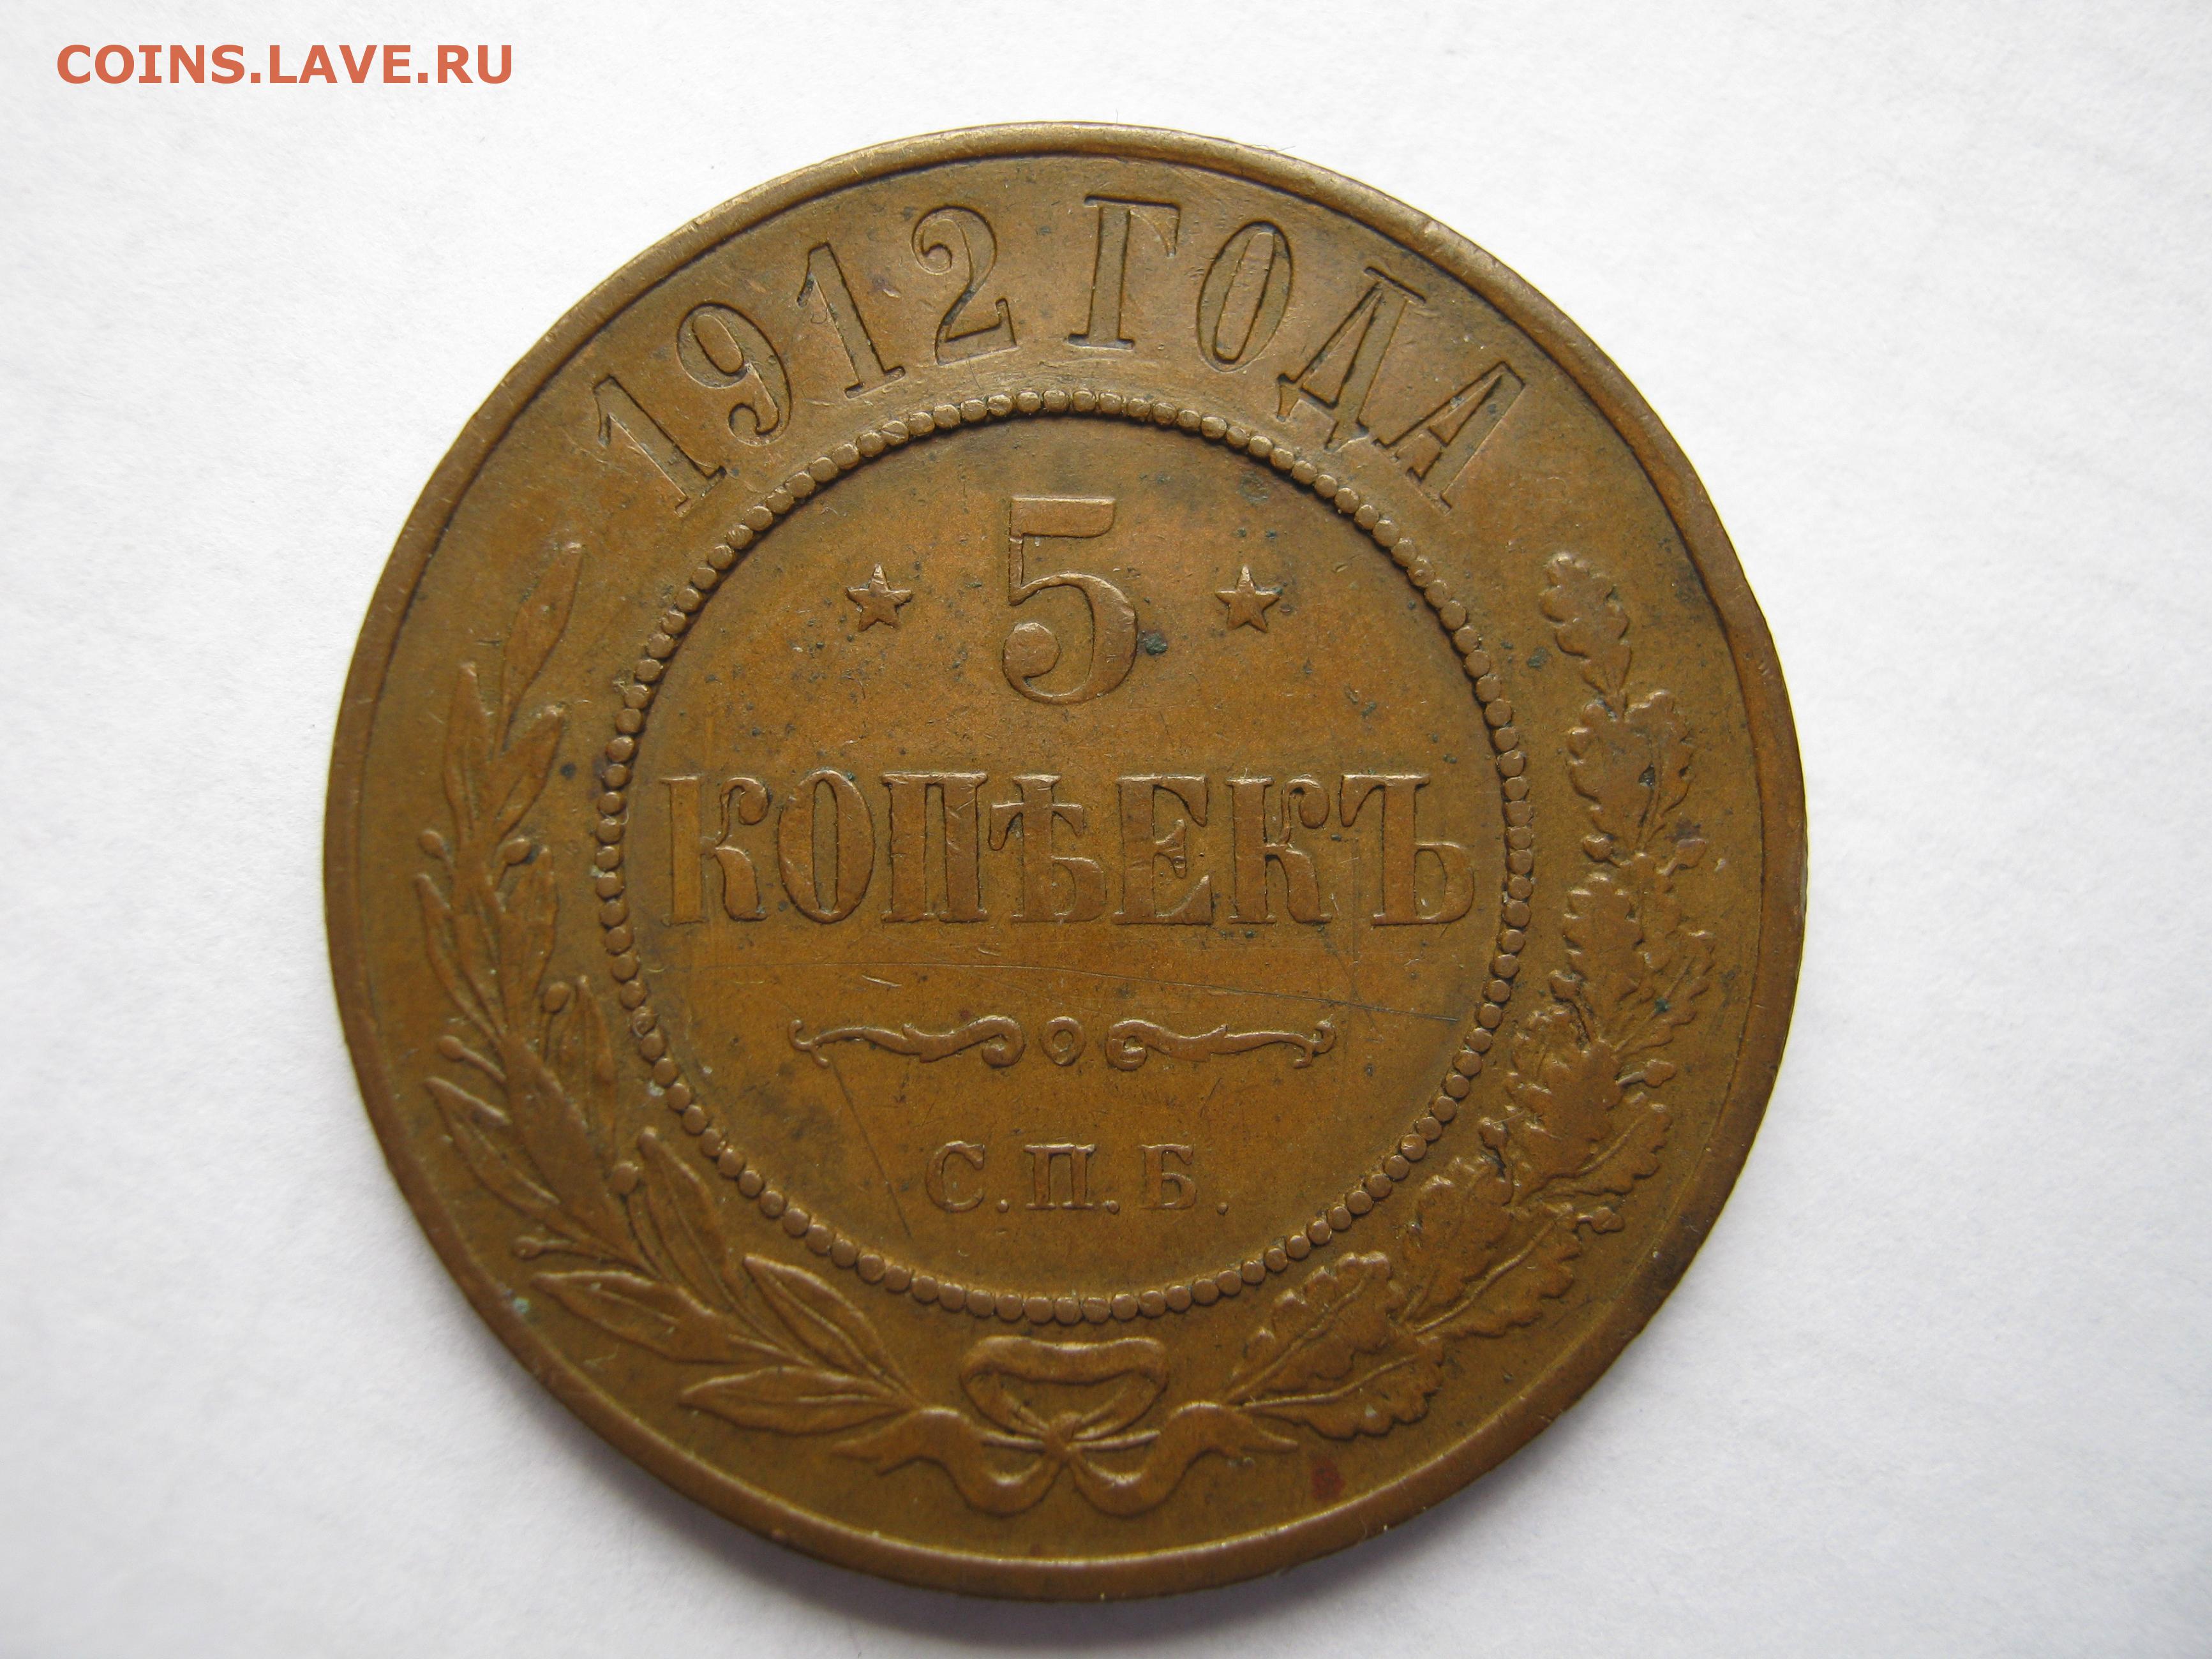 COINS.LAVE.RU
1912 ГОДА
5
КОПѢЕКЪ
С.П.Б.